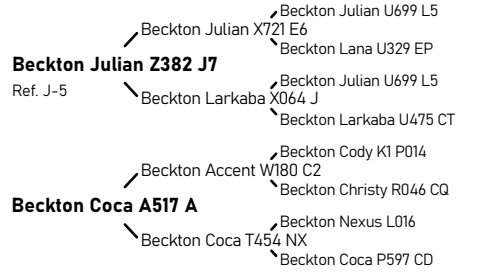 Beckton Julian U699 L5
Beckton Julian X721 E6
Beckton Lana U329 EP
Beckton Julian Z382 J7
Ref. J-5
Beckton Julian U699 L5
Beckton Larkaba X064 J
Beckton Larkaba U475 CT
Beckton Cody K1 P014
Beckton Accent W180 C2
Beckton Christy R046 CQ
Beckton Coca A517 A
Beckton Nexus L016
Beckton Coca T454 NX
Beckton Coca P597 CD